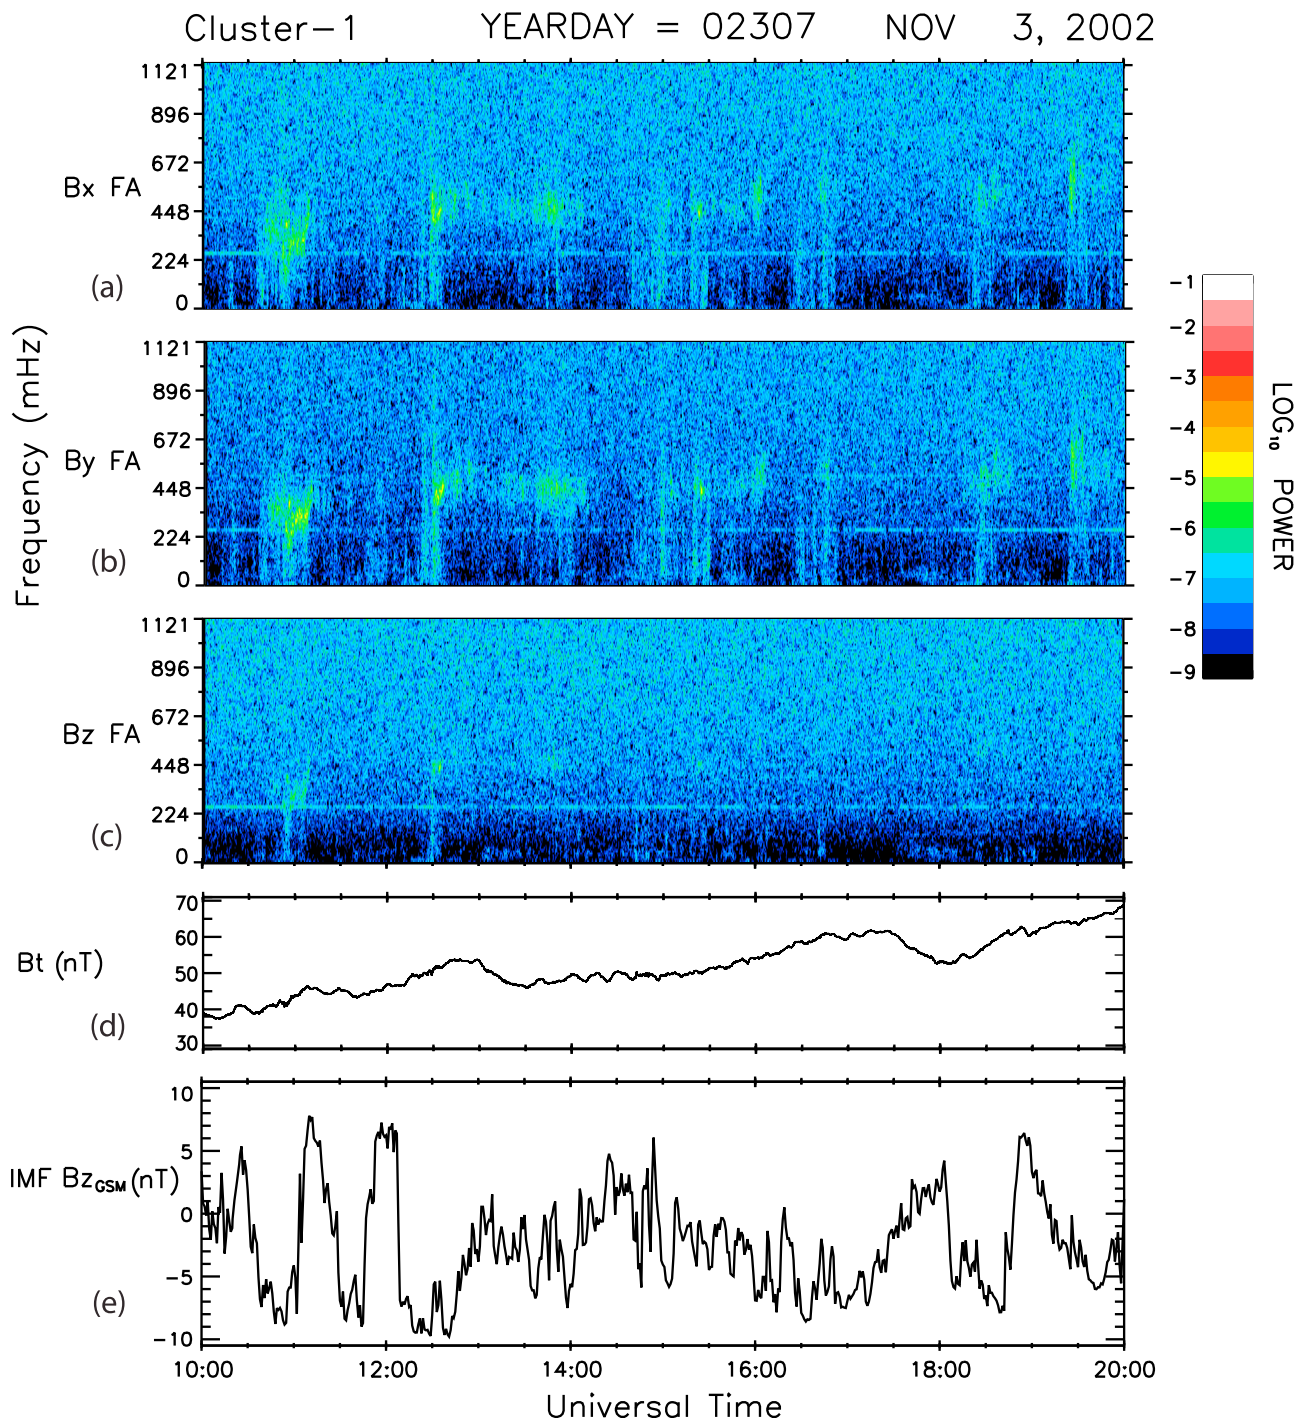 Cluster-1 YEARDAY = 02307 NOV 3, 2002
1121
896
672
Bx FA
448
224
(a)
0
1121
896
672
By FA
448
224
(b)
0
1121
896
672
Bz FA
448
224
(c)
0
Frequency (mHz)
-1
-2
-3
-4
-5
-6
-7
-8
-9
LOG10 POWER
70
60
Bt (nT)
50
40
(d)
30
10
5
IMF BzGSM (nT)
0
-5
(e)
-10
10:00 12:00 14:00 16:00 18:00 20:00
Universal Time